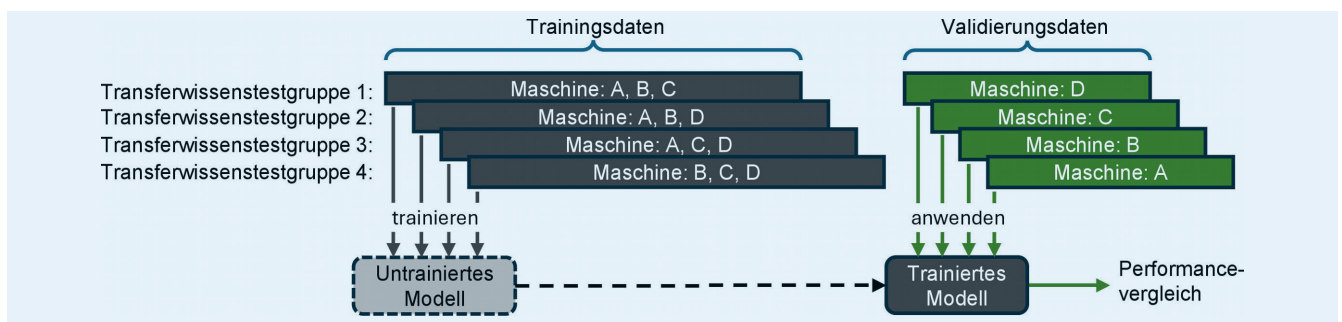 Trainingsdaten
Validierungsdaten
Transferwissenstestgruppe 1:
Maschine: A, B, C
Maschine: D
Transferwissenstestgruppe 2:
Maschine: A, B, D
Maschine: C
Transferwissenstestgruppe 3:
Maschine: A, C, D
Maschine: B
Transferwissenstestgruppe 4:
Maschine: B, C, D
Maschine: A
trainieren
anwenden
Untrainiertes
Modell
Trainiertes
Modell
Performance-
vergleich